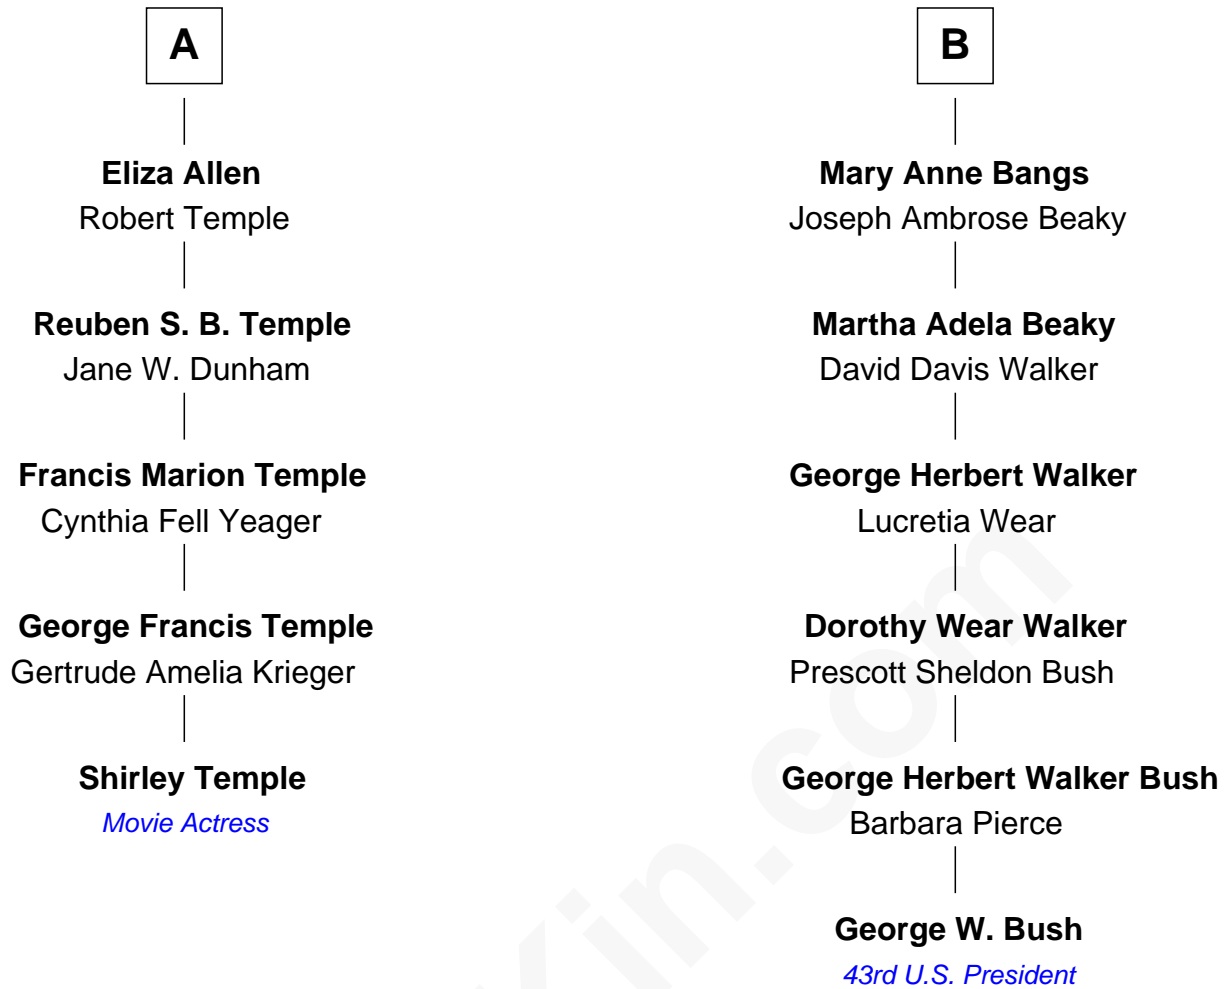 A
Eliza Allen
Robert Temple
Reuben S. B. Temple
Jane W. Dunham
Francis Marion Temple
Cynthia Fell Yeager
George Francis Temple
Gertrude Amelia Krieger
Shirley Temple
Movie Actress
B
Mary Anne Bangs
Joseph Ambrose Beaky
Martha Adela Beaky
David Davis Walker
George Herbert Walker
Lucretia Wear
Dorothy Wear Walker
Prescott Sheldon Bush
George Herbert Walker Bush
Barbara Pierce
George W. Bush
43rd U.S. President